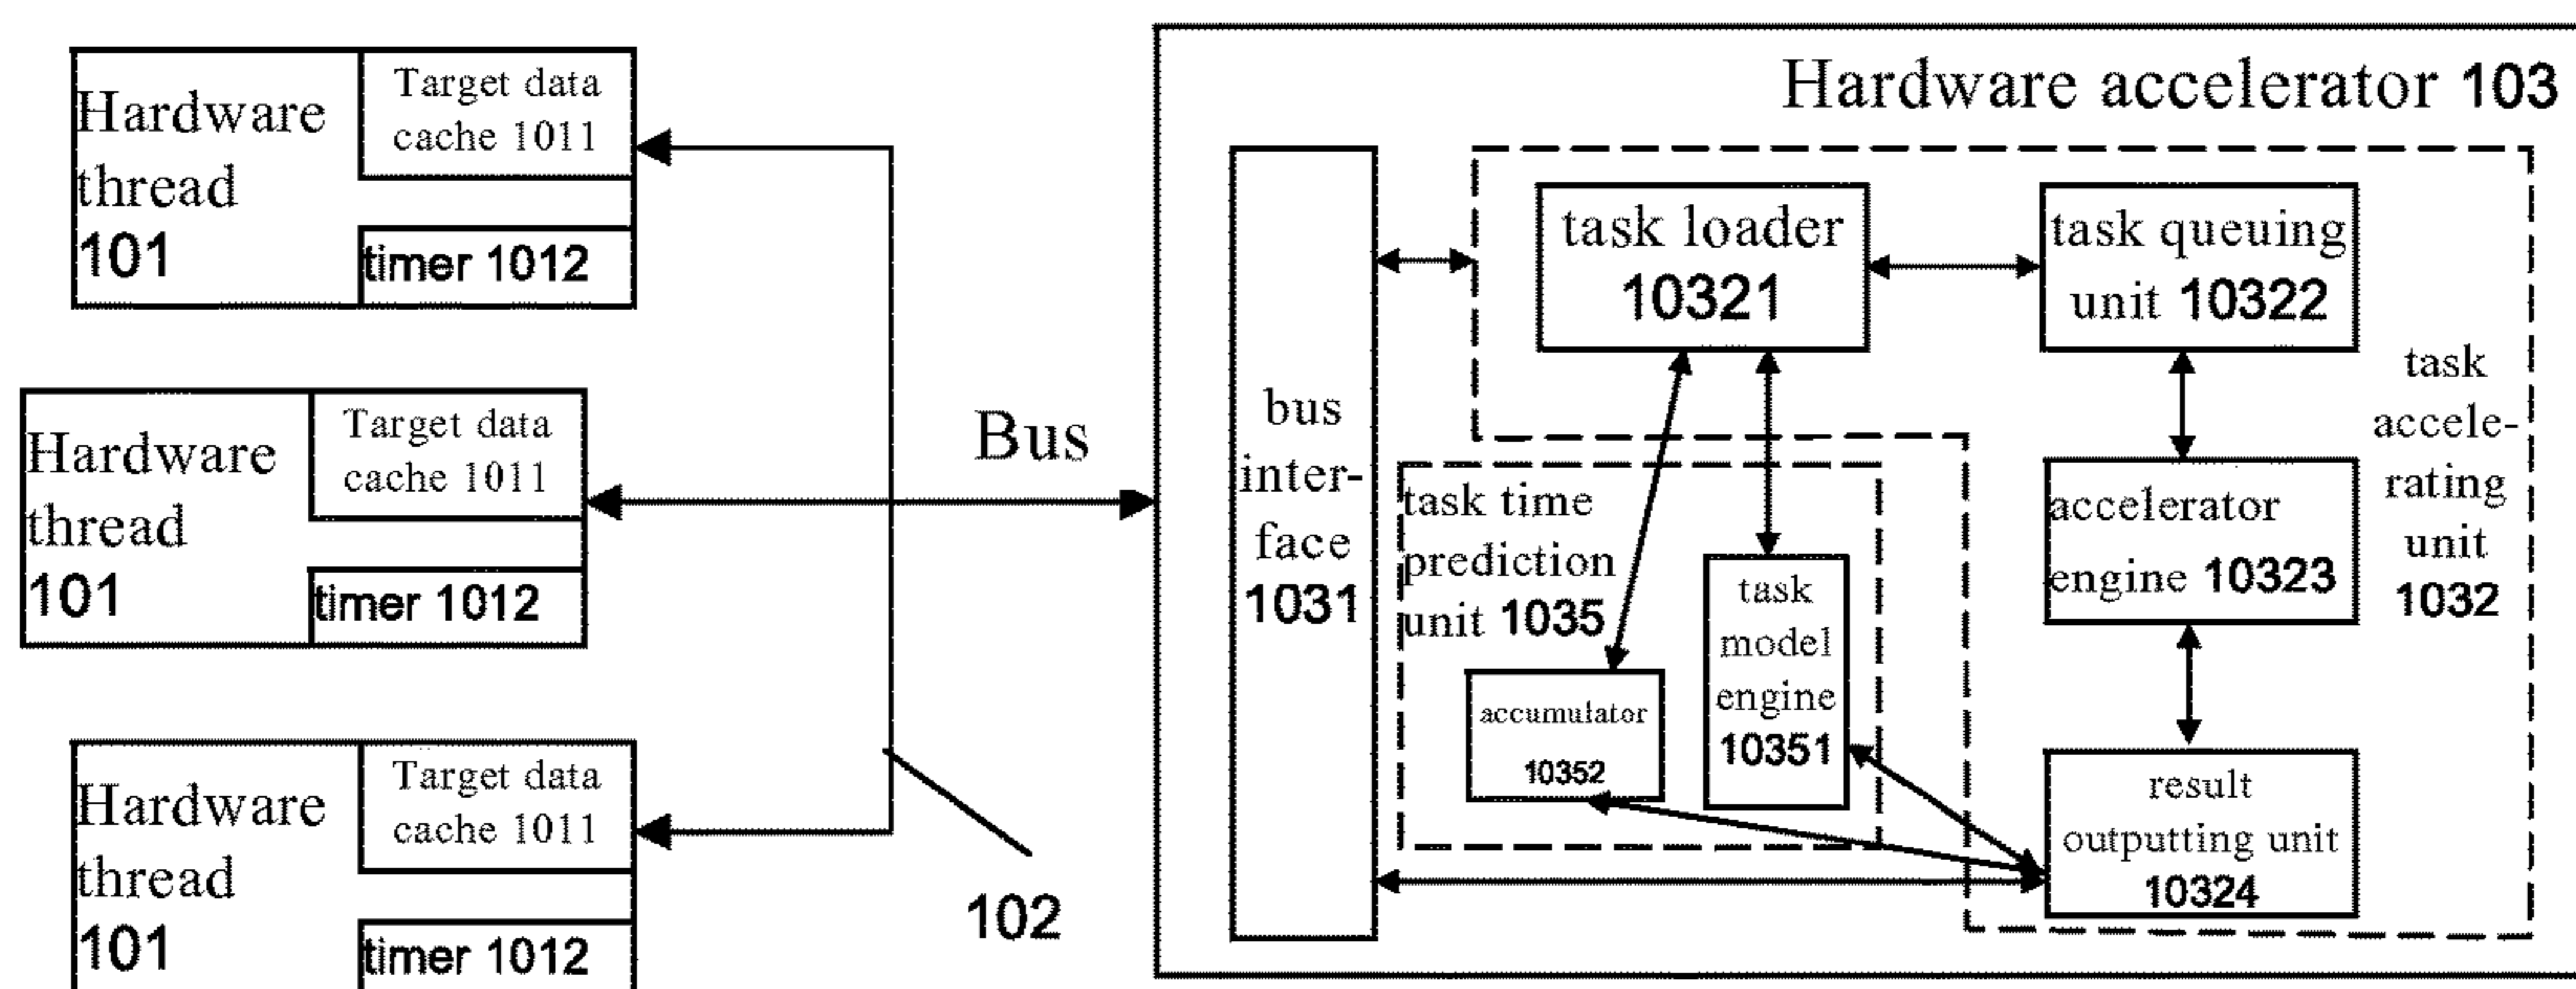 Hardware
thread
101
Target data
cache 1011
timer 1012
Hardware
thread
101
Target data
cache 1011
timer 1012
Hardware
thread
101
Target data
cache 1011
timer 1012
Bus
102
Hardware accelerator 103
bus
inter-
face
1031
task loader
10321
task queuing
unit 10322
task
accele-
rating
unit
1032
task time
prediction
unit 1035
accumulator
10352
task
model
engine
10351
accelerator
engine 10323
result
outputting unit
10324